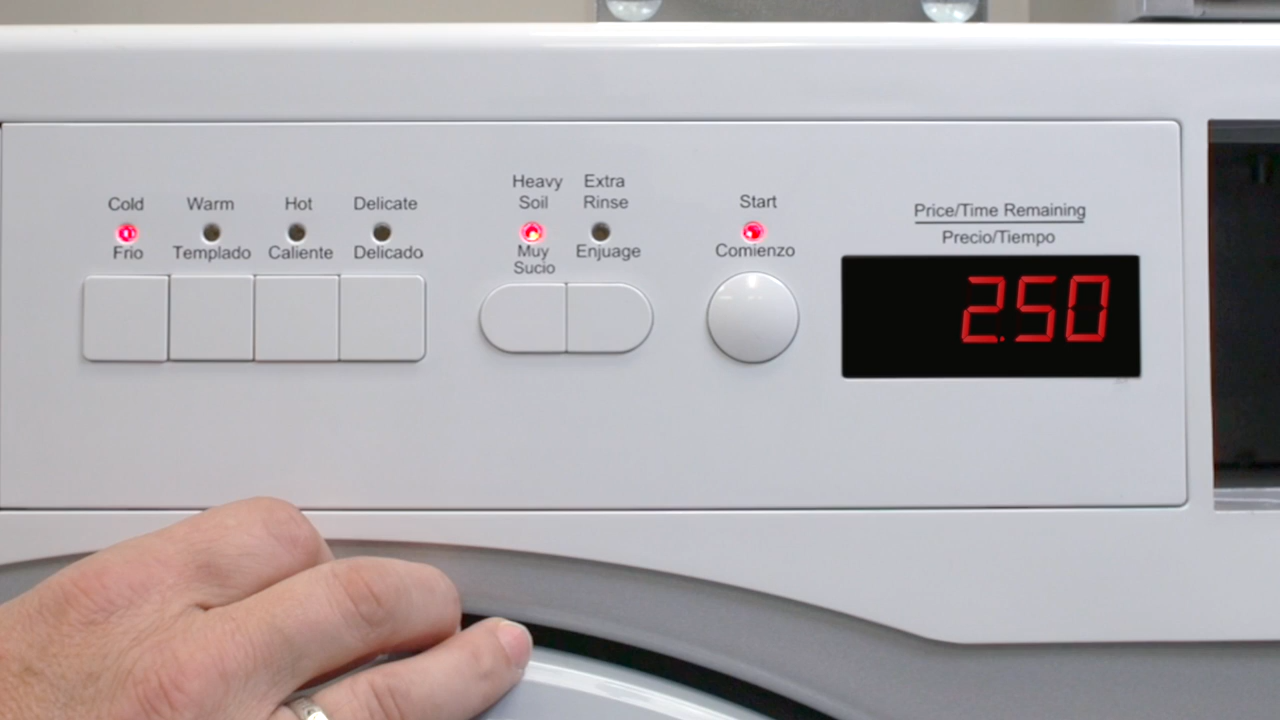 Cold
Frio
Warm
Templado
Hot
Caliente
Delicate
Delicado
Heavy
Soil
Muy
Sucio
Extra
Rinse
Enjuage
Start
Comienzo
Price/Time Remaining
Precio/Tiempo
2.50